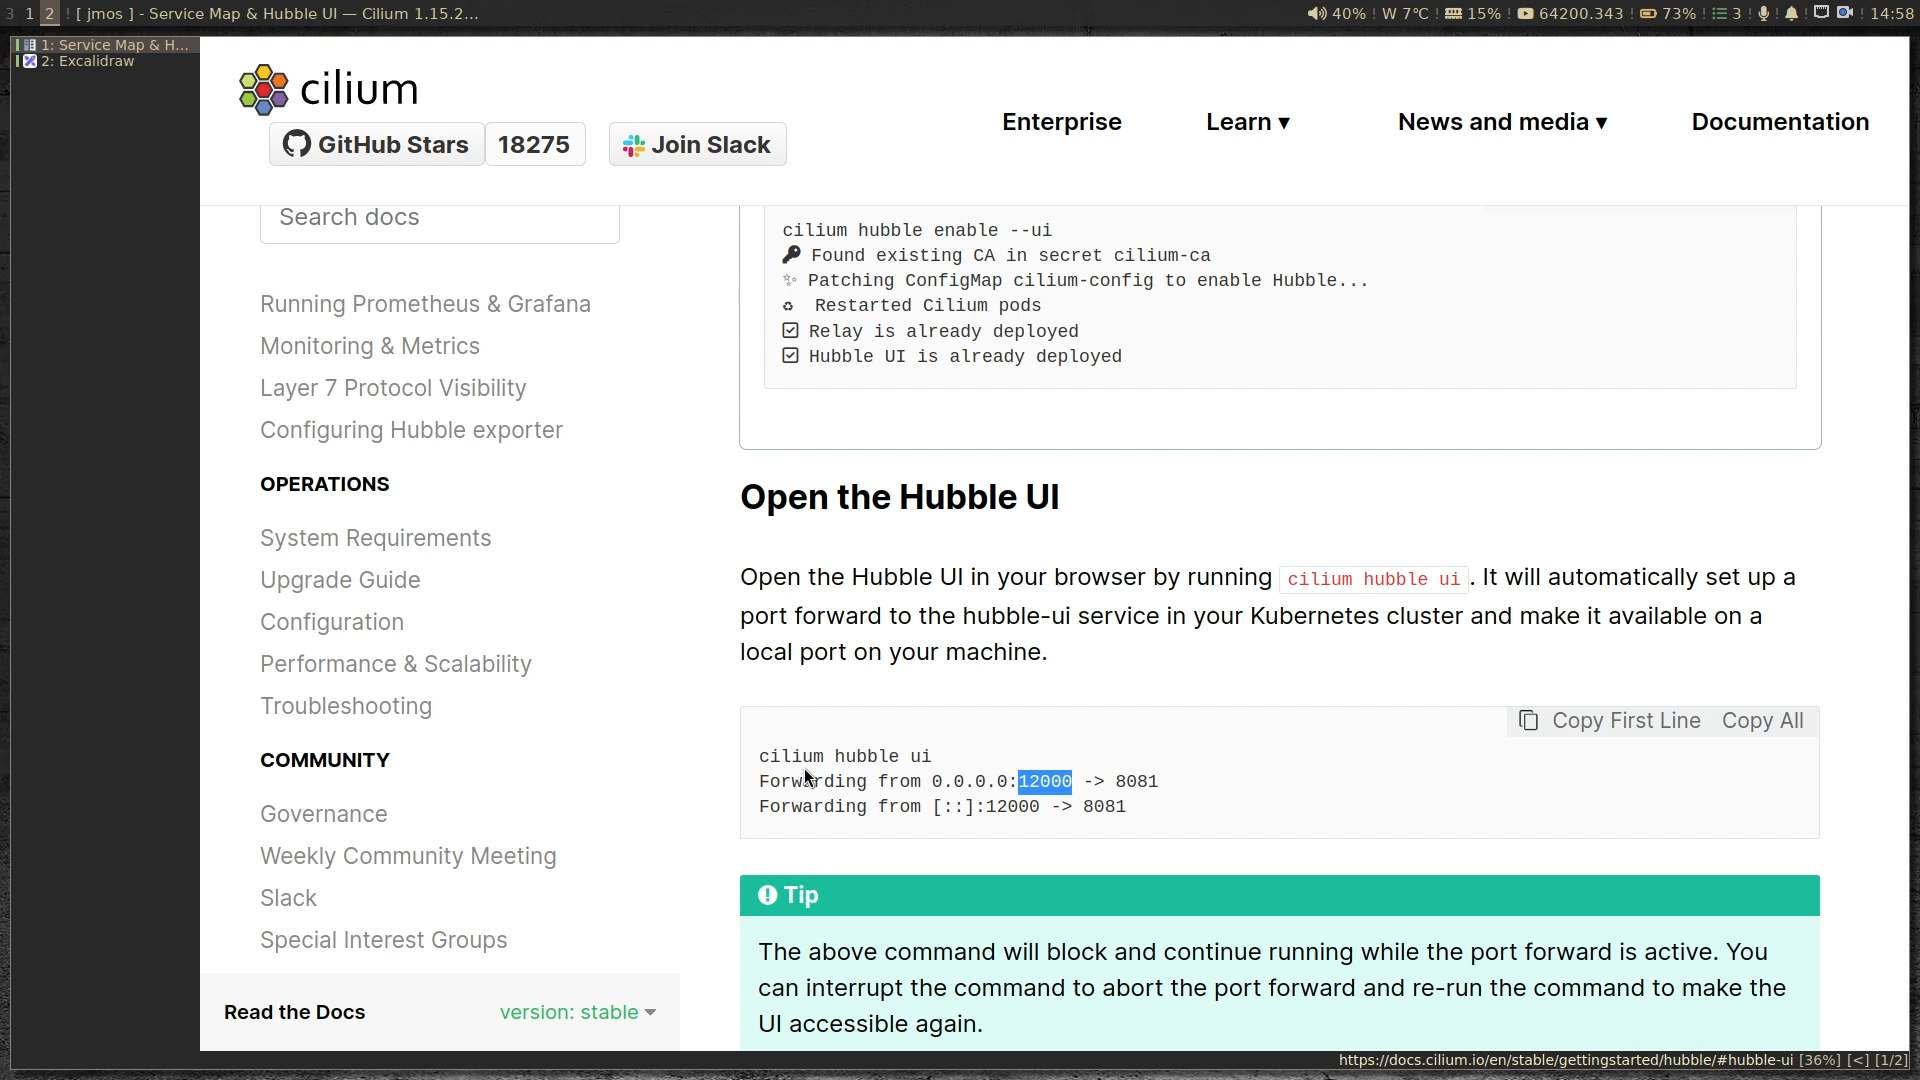 3 1 2 [ jmos ] - Service Map & Hubble UI — Cilium 1.15.2...
40% W 7°C 15% 64200.343 73% 3 14:58
1: Service Map & H...
2: Excalidraw
cilium
GitHub Stars 18275 Join Slack
Enterprise Learn ▾ News and media ▾ Documentation
Search docs
Running Prometheus & Grafana
Monitoring & Metrics
Layer 7 Protocol Visibility
Configuring Hubble exporter
OPERATIONS
System Requirements
Upgrade Guide
Configuration
Performance & Scalability
Troubleshooting
COMMUNITY
Governance
Weekly Community Meeting
Slack
Special Interest Groups
Read the Docs version: stable
cilium hubble enable --ui
🔑 Found existing CA in secret cilium-ca
✨ Patching ConfigMap cilium-config to enable Hubble...
♻ Restarted Cilium pods
☑ Relay is already deployed
☑ Hubble UI is already deployed
Open the Hubble UI
Open the Hubble UI in your browser by running cilium hubble ui. It will automatically set up a
port forward to the hubble-ui service in your Kubernetes cluster and make it available on a
local port on your machine.
Copy First Line Copy All
cilium hubble ui
Forwarding from 0.0.0.0:12000 -> 8081
Forwarding from [::]:12000 -> 8081
Tip
The above command will block and continue running while the port forward is active. You
can interrupt the command to abort the port forward and re-run the command to make the
UI accessible again.
https://docs.cilium.io/en/stable/gettingstarted/hubble/#hubble-ui [36%] [<] [1/2]